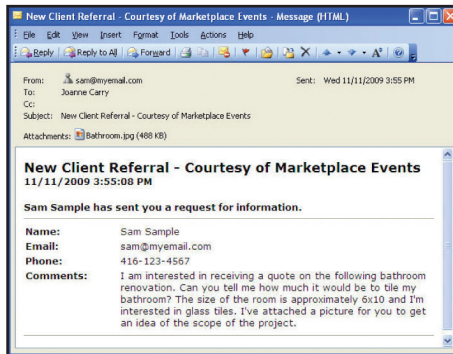 New Client Referral - Courtesy of Marketplace Events - Message (HTML)
File Edit View Insert Format Tools Actions Help
Reply Reply to All Forward
From: sam@myemail.com Sent: Wed 11/11/2009 3:55 PM
To: Joanne Carry
Cc:
Subject: New Client Referral - Courtesy of Marketplace Events
Attachments: Bathroom.jpg (488 KB)
New Client Referral - Courtesy of Marketplace Events
11/11/2009 3:55:08 PM
Sam Sample has sent you a request for information.
Name: Sam Sample
Email: sam@myemail.com
Phone: 416-123-4567
Comments: I am interested in receiving a quote on the following bathroom
renovation. Can you tell me how much it would be to tile my
bathroom? The size of the room is approximately 6x10 and I'm
interested in glass tiles. I've attached a picture for you to get
an idea of the scope of the project.